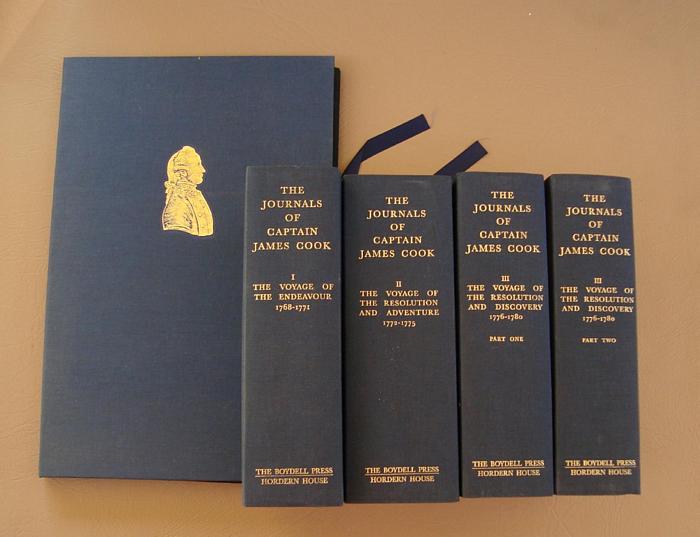 THE
JOURNALS
OF
CAPTAIN
JAMES COOK
I
THE VOYAGE OF
THE ENDEAVOUR
1768-1771
THE BOYDELL PRESS
HORDERN HOUSE
THE
JOURNALS
OF
CAPTAIN
JAMES COOK
II
THE VOYAGE OF
THE RESOLUTION
AND ADVENTURE
1772-1775
THE BOYDELL PRESS
HORDERN HOUSE
THE
JOURNALS
OF
CAPTAIN
JAMES COOK
III
THE VOYAGE OF
THE RESOLUTION
AND DISCOVERY
1776-1780
PART ONE
THE BOYDELL PRESS
HORDERN HOUSE
THE
JOURNALS
OF
CAPTAIN
JAMES COOK
III
THE VOYAGE OF
THE RESOLUTION
AND DISCOVERY
1776-1780
PART TWO
THE BOYDELL PRESS
HORDERN HOUSE